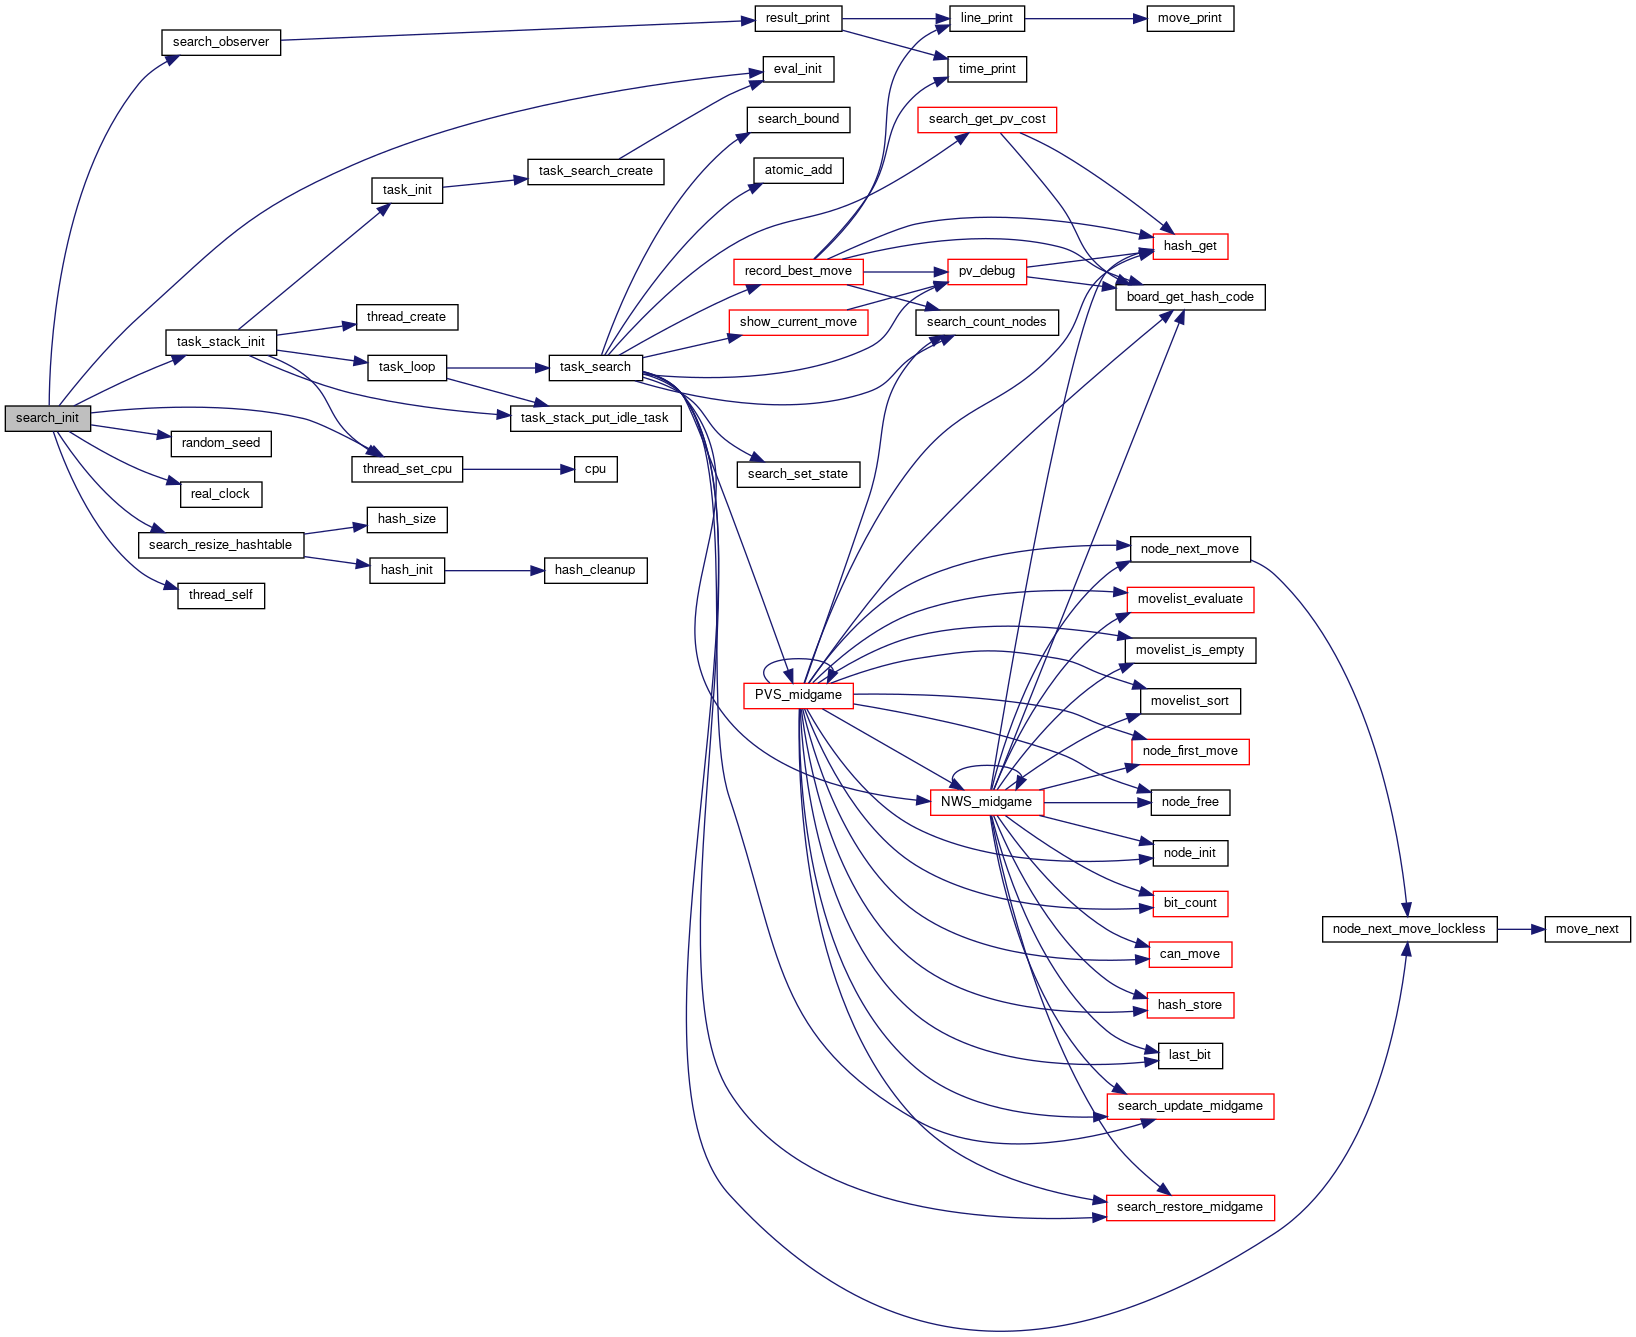 search_init
search_observer
task_stack_init
random_seed
real_clock
search_resize_hashtable
thread_self
task_init
thread_create
task_loop
thread_set_cpu
hash_size
hash_init
task_search_create
task_search
task_stack_put_idle_task
cpu
hash_cleanup
result_print
eval_init
search_bound
atomic_add
record_best_move
show_current_move
search_set_state
PVS_midgame
line_print
time_print
search_get_pv_cost
pv_debug
search_count_nodes
NWS_midgame
move_print
hash_get
board_get_hash_code
node_next_move
movelist_evaluate
movelist_is_empty
movelist_sort
node_first_move
node_free
node_init
bit_count
can_move
hash_store
last_bit
search_update_midgame
search_restore_midgame
node_next_move_lockless
move_next